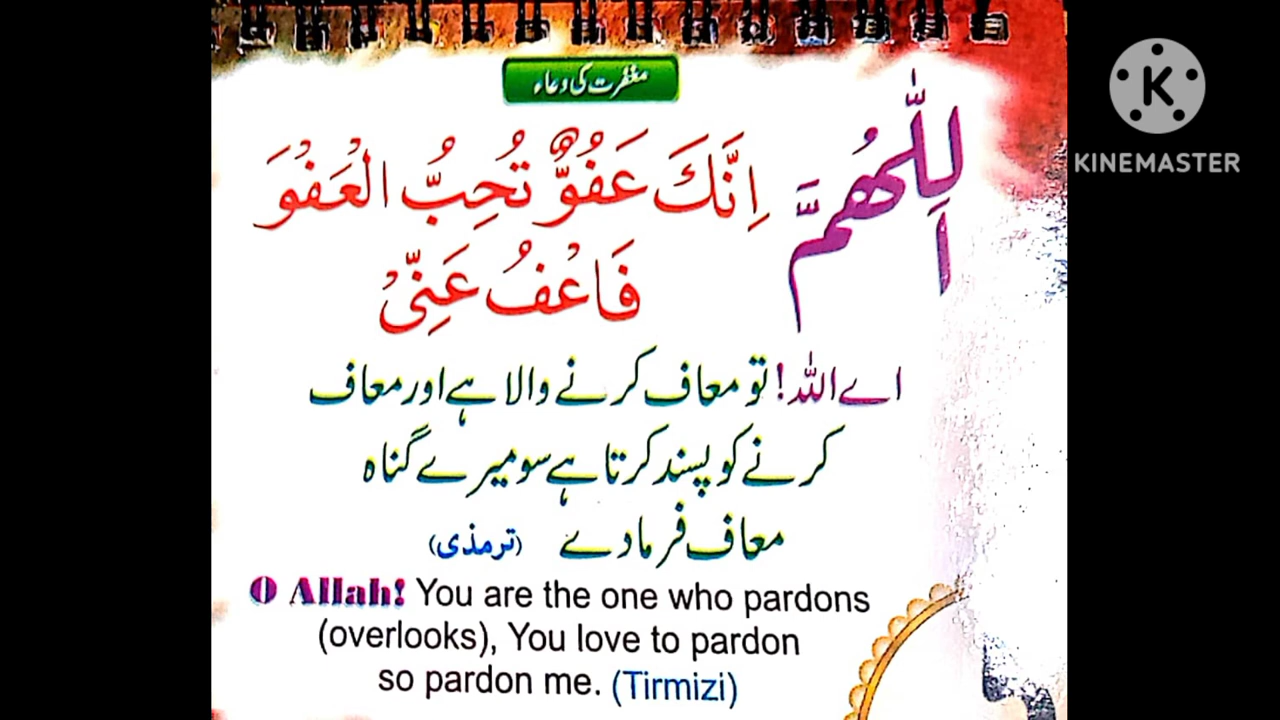 مغفرت کی دعاء
اَللّٰهُمَّ اِنَّكَ عَفُوٌّ تُحِبُّ الْعَفْوَ
فَاعْفُ عَنِّیْ
اے اللہ! تو معاف کرنے والا ہے اور معاف
کرنے کو پسند کرتا ہے سو میرے گناہ
معاف فرما دے (ترمذی)
O Allah! You are the one who pardons
(overlooks), You love to pardon
so pardon me. (Tirmizi)
K
KINEMASTER